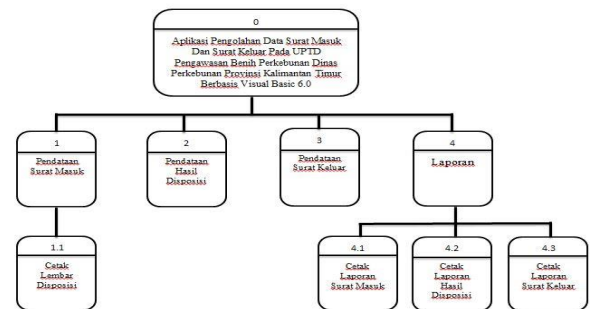 0
Aplikasi Pengolahan Data Surat Masuk
Dan Surat Keluar Pada UPTD
Pengawasan Benih Perkebunan Dinas
Perkebunan Provinsi Kalimantan Timur
Berbasis Visual Basic 6.0
1
Pendataan
Surat Masuk
2
Pendataan
Hasil
Disposisi
3
Pendataan
Surat Keluar
4
Laporan
1.1
Cetak
Lembar
Disposisi
4.1
Cetak
Laporan
Surat Masuk
4.2
Cetak
Laporan
Hasil
Disposisi
4.3
Cetak
Laporan
Surat Keluar